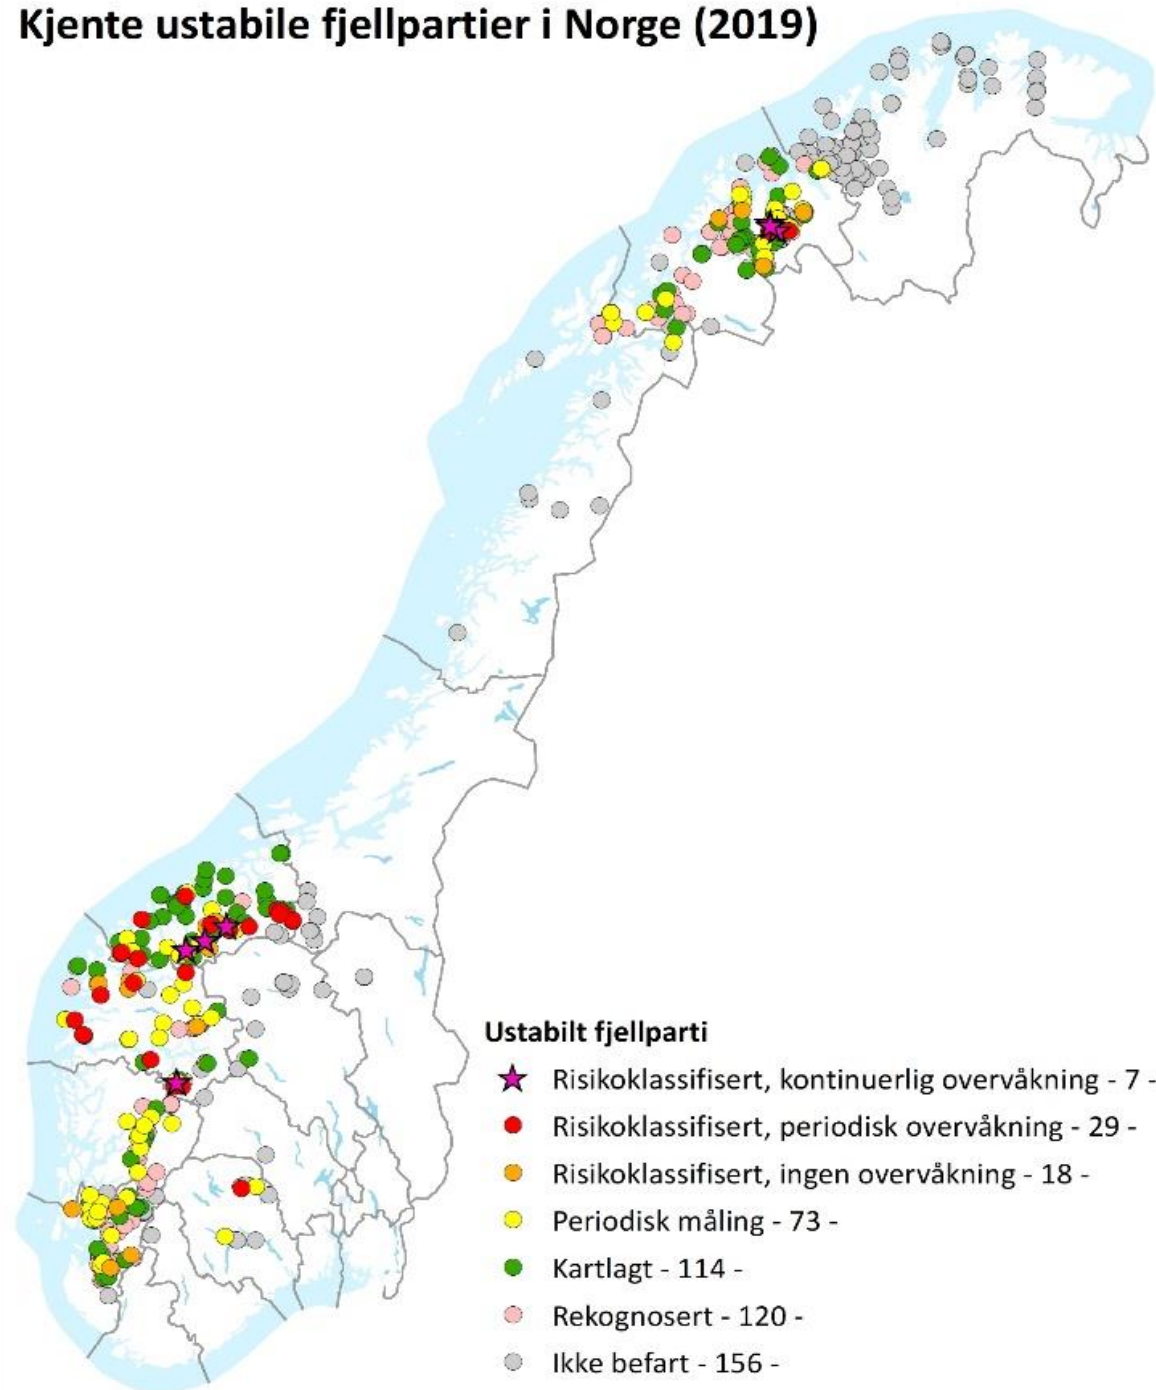 Kjente ustabile fjellpartier i Norge (2019)
Ustabilt fjellparti
Risikoklassifisert, kontinuerlig overvåkning - 7 -
Risikoklassifisert, periodisk overvåkning - 29 -
Risikoklassifisert, ingen overvåkning - 18 -
Periodisk måling - 73 -
Kartlagt - 114 -
Rekognosert - 120 -
Ikke befart - 156 -